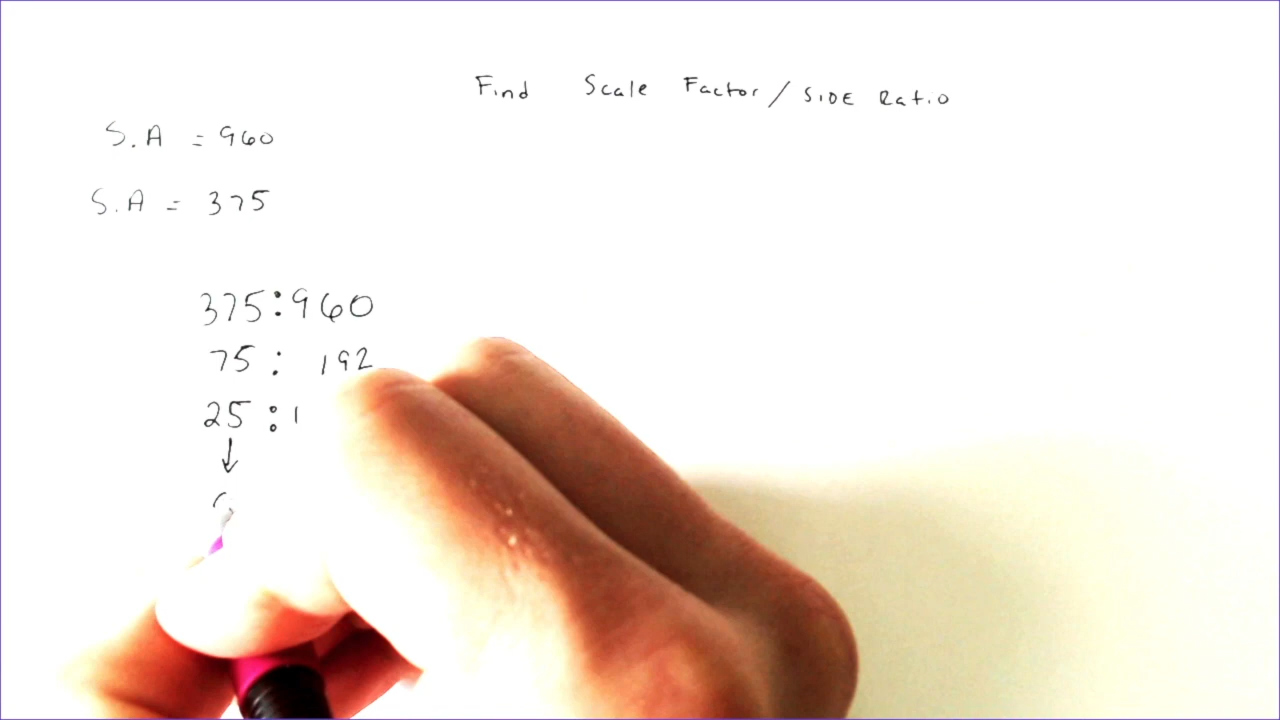 Find Scale Factor / SIDE Ratio
S.A = 960
S.A = 375
375:960
75 : 192
25 :